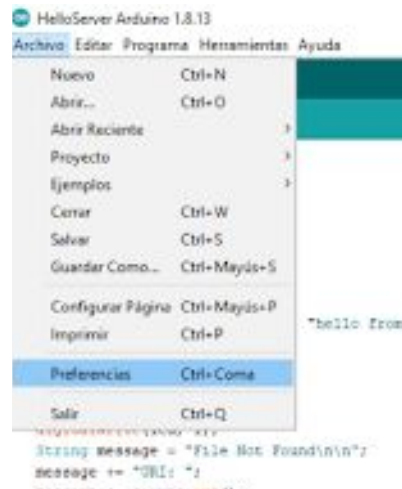 HelloServer Arduino 1.8.13
Archivo Editar Programa Herramientas Ayuda
Nuevo Ctrl+N
Abrir... Ctrl+O
Abrir Reciente
Proyecto
Ejemplos
Cerrar Ctrl+W
Salvar Ctrl+S
Guardar Como... Ctrl+Mayús+S
Configurar Página Ctrl+Mayús+P
"hello from
Imprimir Ctrl+P
Preferencias Ctrl+Coma
Salir Ctrl+Q
String message = "File Not Found\n\n";
message += "URI: ";